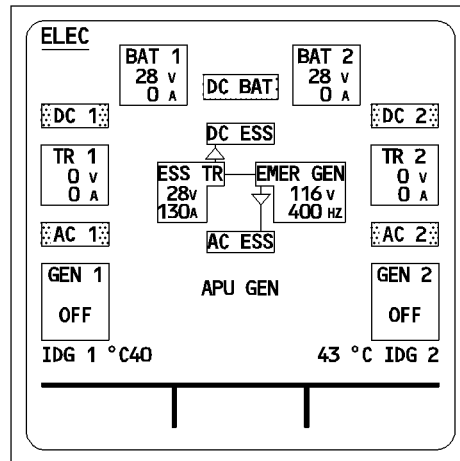 ELEC
BAT 1
28 V
0 A
DC BAT
BAT 2
28 V
0 A
DC 1
DC 2
DC ESS
TR 1
0 V
0 A
ESS TR
28V
130A
EMER GEN
116 V
400 HZ
TR 2
0 V
0 A
AC 1
AC ESS
AC 2
GEN 1
OFF
APU GEN
GEN 2
OFF
IDG 1 °C40
43 °C IDG 2